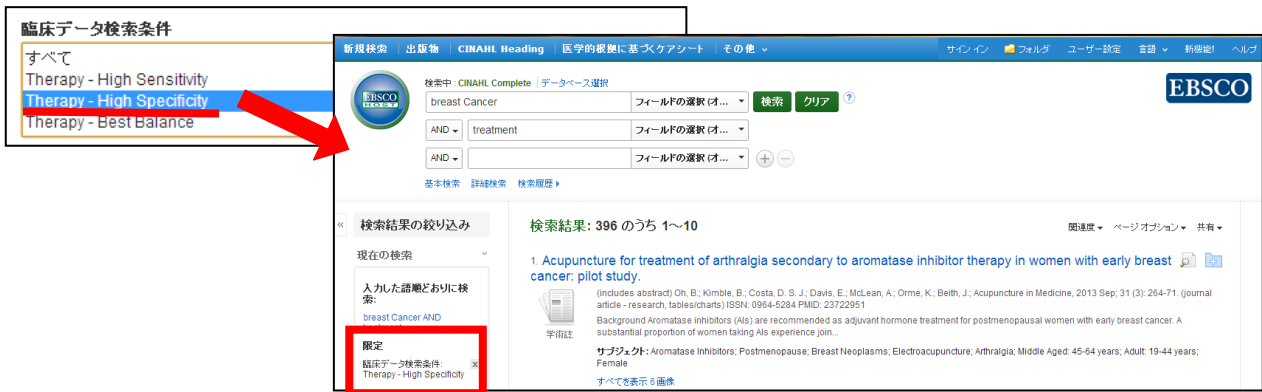 臨床データ検索条件
すべて
Therapy - High Sensitivity
Therapy - High Specificity
Therapy - Best Balance
新規検索 出版物 CINAHL Heading 医学的根拠に基づくケアシート その他 サインイン フォルダ ユーザー設定 言語 新機能! ヘルプ
EBSCO
HOST
検索中: CINAHL Complete データベース選択
breast Cancer フィールドの選択 (オ... 検索 クリア ?
AND treatment フィールドの選択 (オ...
AND フィールドの選択 (オ... + −
基本検索 詳細検索 検索履歴
EBSCO
« 検索結果の絞り込み
現在の検索
入力した語順どおりに検
索:
breast Cancer AND
限定
臨床データ検索条件: x
Therapy - High Specificity
検索結果: 396 のうち 1~10
関連度 ページ オプション 共有
1. Acupuncture for treatment of arthralgia secondary to aromatase inhibitor therapy in women with early breast
cancer: pilot study.
学術誌
(includes abstract) Oh, B.; Kimble, B.; Costa, D. S. J.; Davis, E.; McLean, A.; Orme, K.; Beith, J.; Acupuncture in Medicine, 2013 Sep; 31 (3): 264-71. (journal
article - research, tables/charts) ISSN: 0964-5284 PMID: 23722951
Background Aromatase inhibitors (AIs) are recommended as adjuvant hormone treatment for postmenopausal women with early breast cancer. A
substantial proportion of women taking AIs experience join...
サブジェクト: Aromatase Inhibitors; Postmenopause; Breast Neoplasms; Electroacupuncture; Arthralgia; Middle Aged: 45-64 years; Adult: 19-44 years;
Female
すべてを表示 6 画像